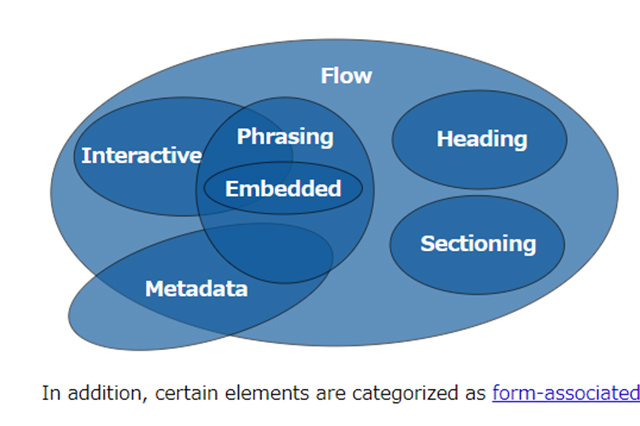 Flow
Phrasing
Heading
Interactive
Embedded
Sectioning
Metadata
In addition, certain elements are categorized as form-associated